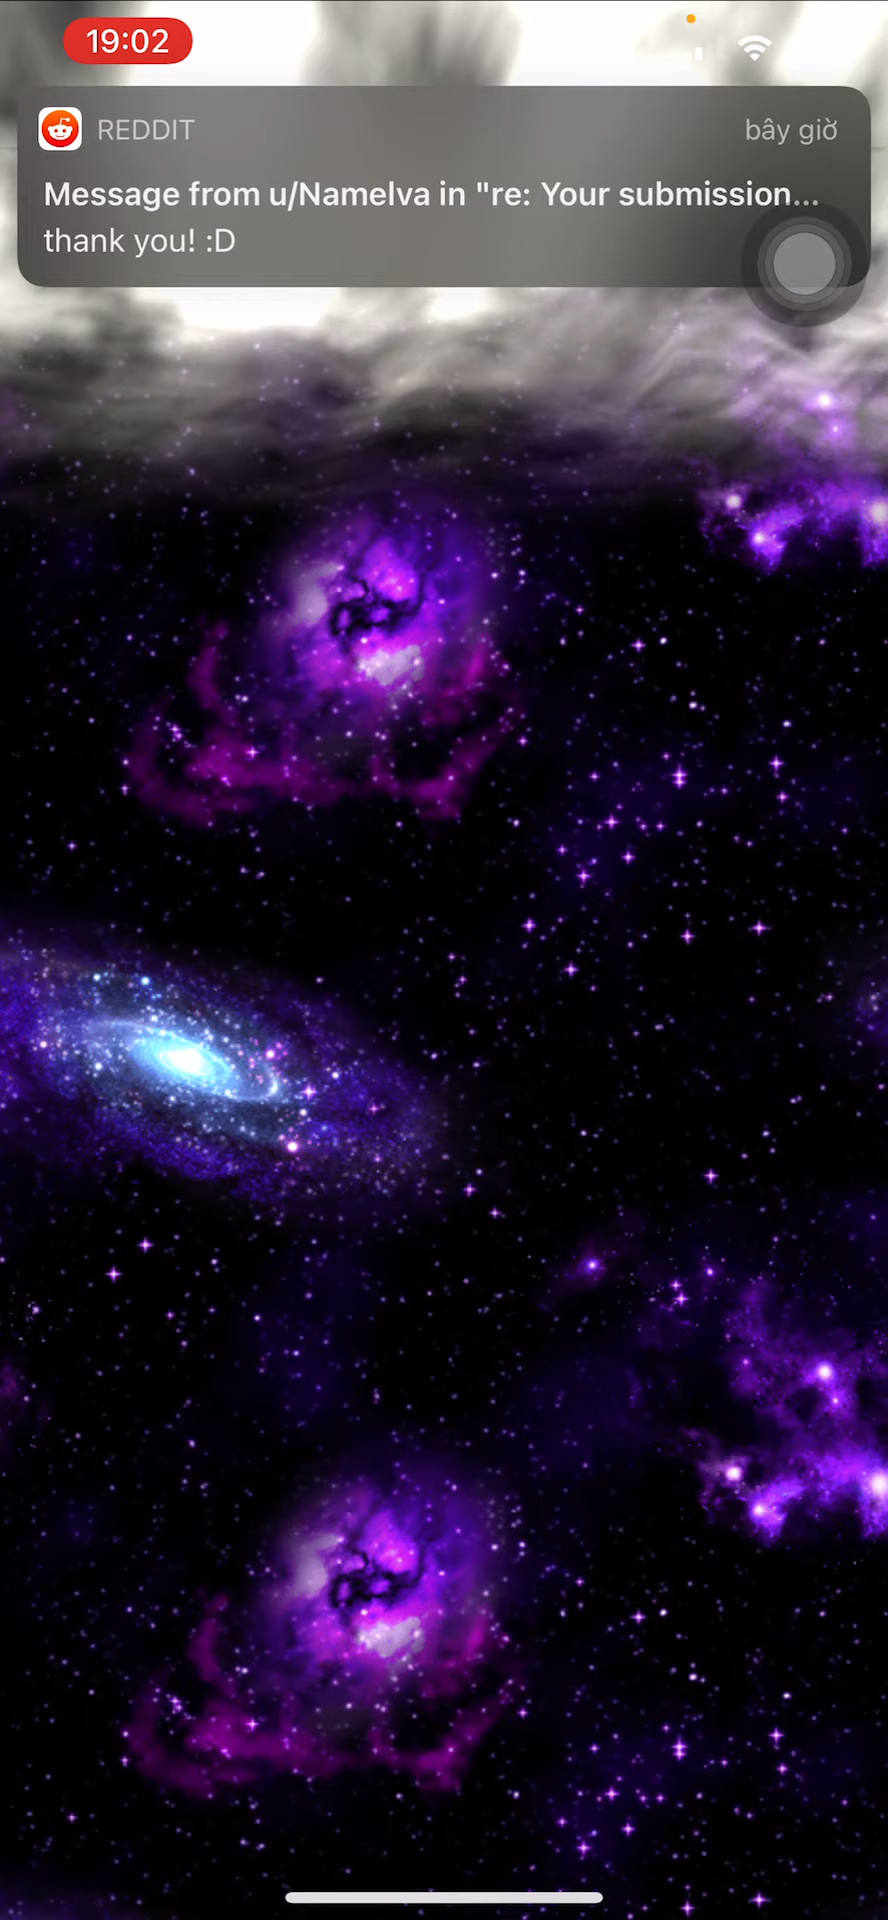 19:02
REDDIT bây giờ
Message from u/Namelva in "re: Your submission...
thank you! :D